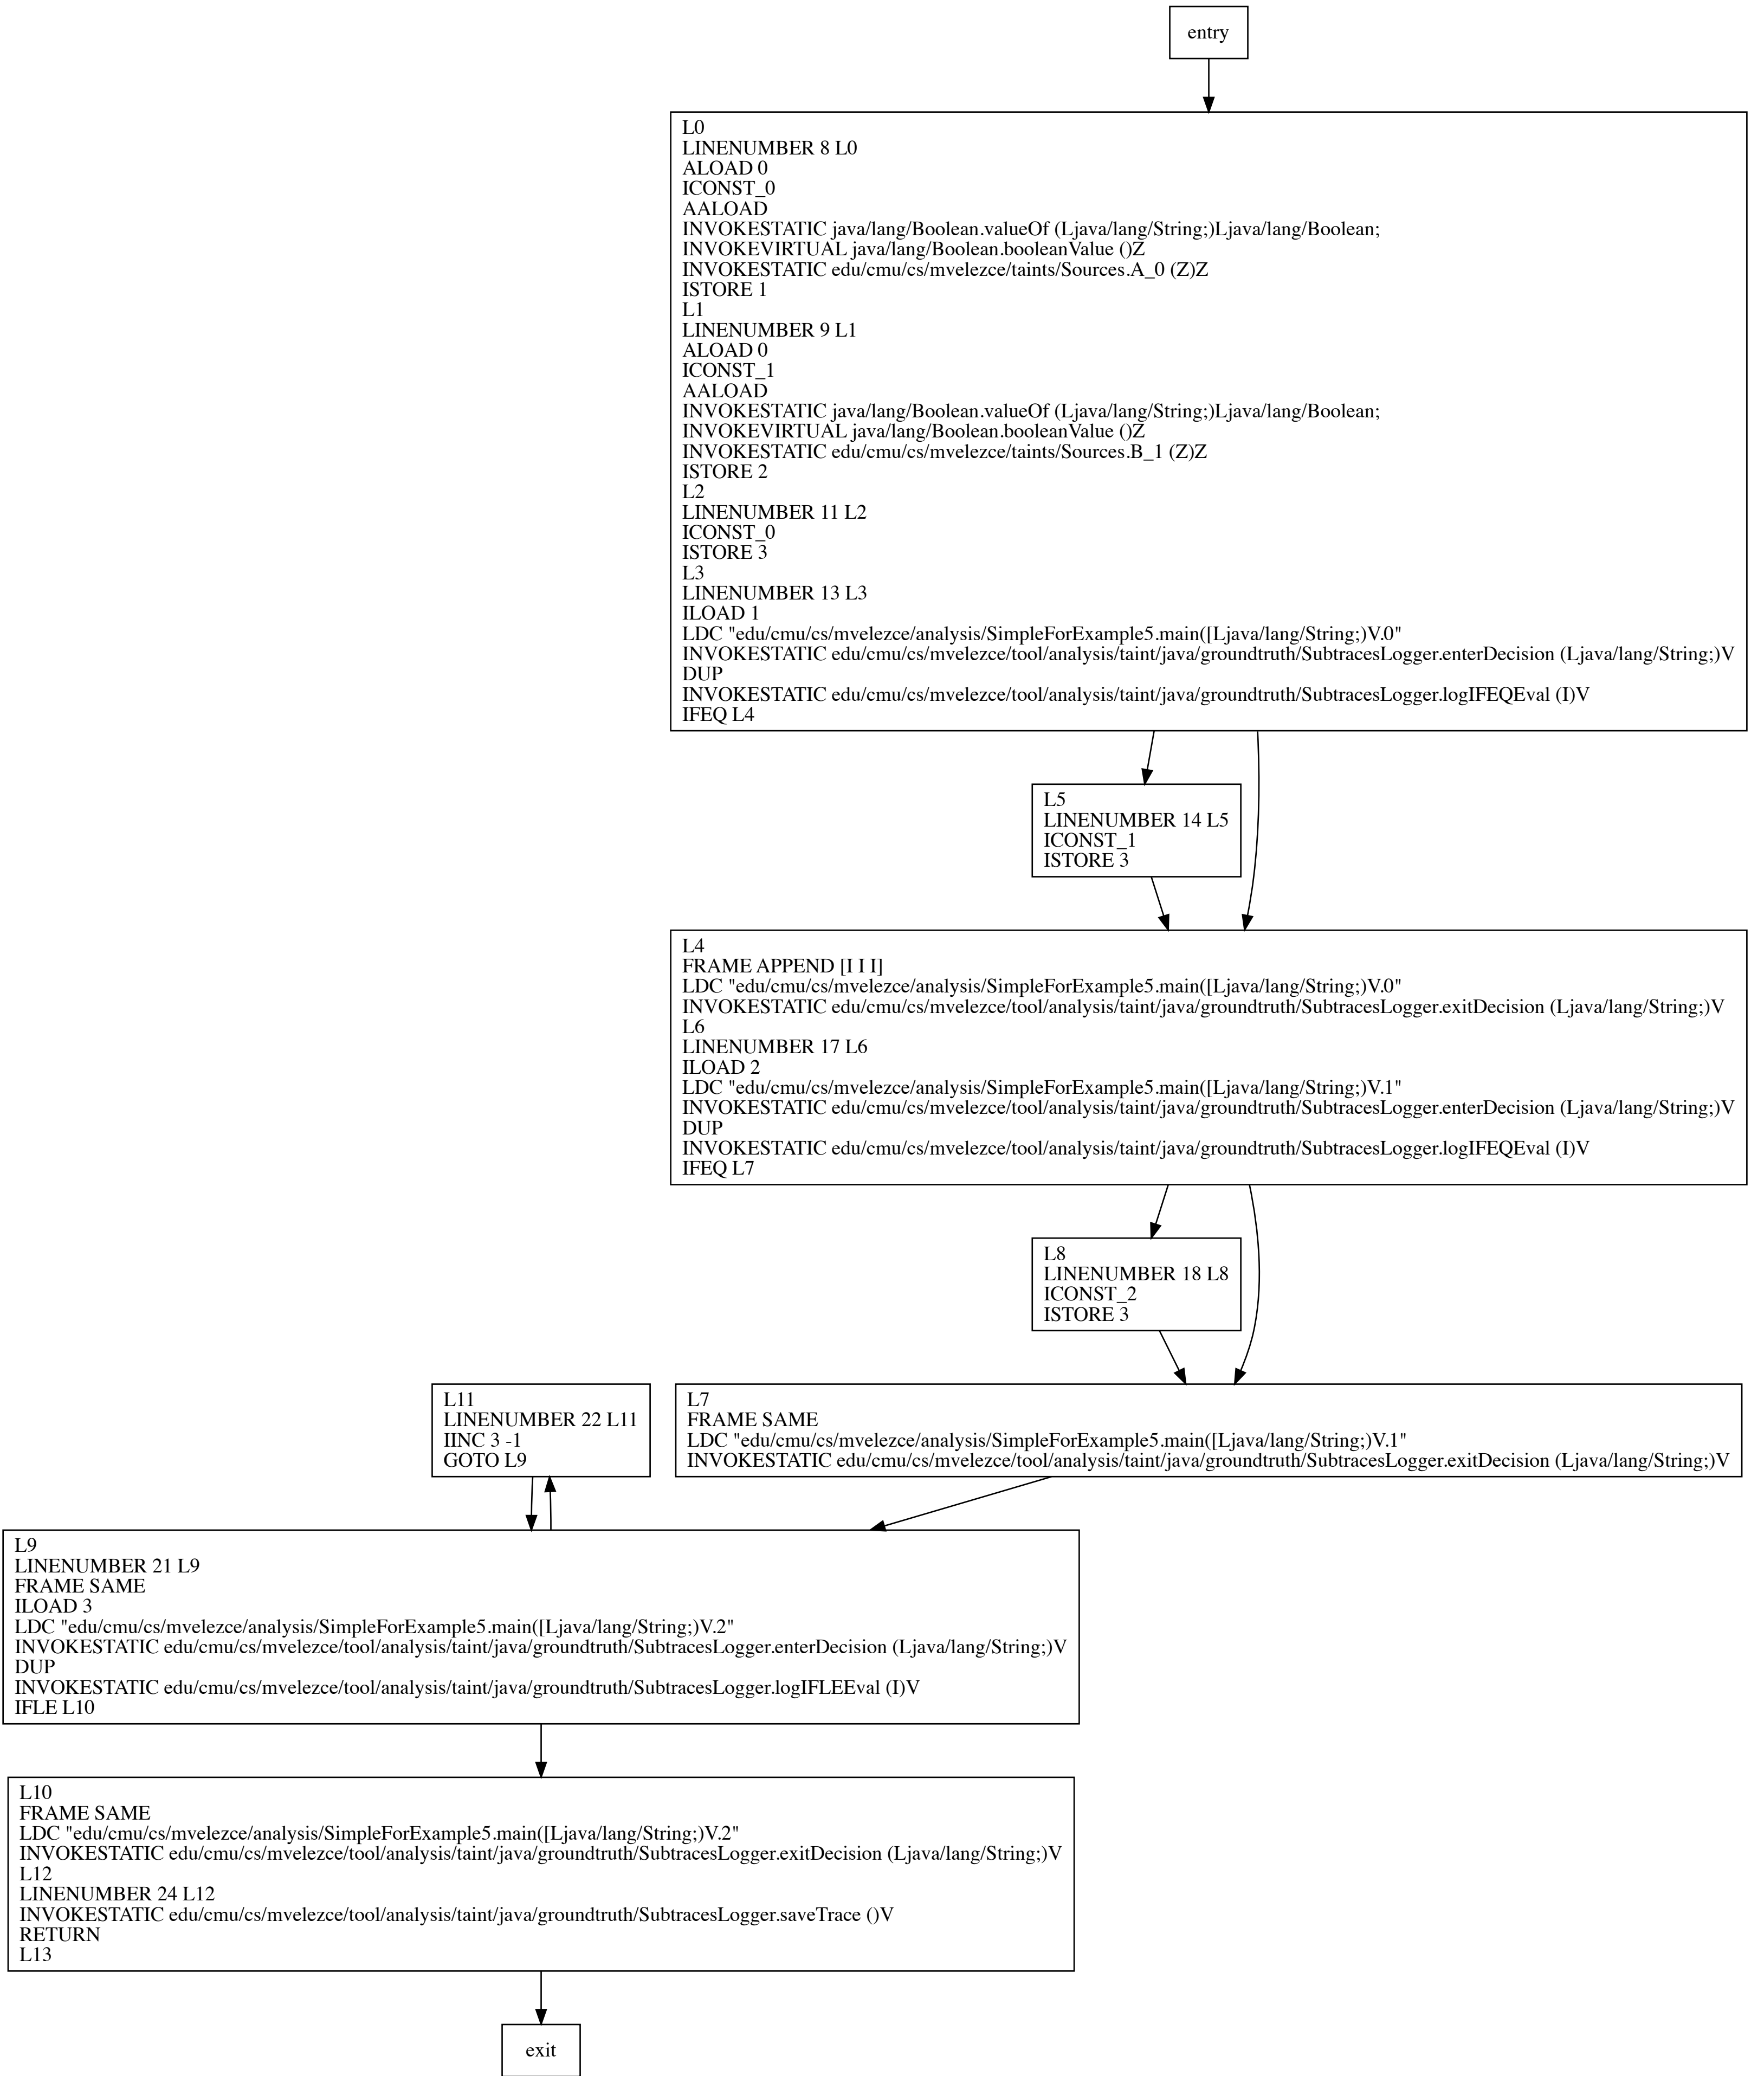 entry
L0
LINENUMBER 8 L0
ALOAD 0
ICONST_0
AALOAD
INVOKESTATIC java/lang/Boolean.valueOf (Ljava/lang/String;)Ljava/lang/Boolean;
INVOKEVIRTUAL java/lang/Boolean.booleanValue ()Z
INVOKESTATIC edu/cmu/cs/mvelezce/taints/Sources.A_0 (Z)Z
ISTORE 1
L1
LINENUMBER 9 L1
ALOAD 0
ICONST_1
AALOAD
INVOKESTATIC java/lang/Boolean.valueOf (Ljava/lang/String;)Ljava/lang/Boolean;
INVOKEVIRTUAL java/lang/Boolean.booleanValue ()Z
INVOKESTATIC edu/cmu/cs/mvelezce/taints/Sources.B_1 (Z)Z
ISTORE 2
L2
LINENUMBER 11 L2
ICONST_0
ISTORE 3
L3
LINENUMBER 13 L3
ILOAD 1
LDC "edu/cmu/cs/mvelezce/analysis/SimpleForExample5.main([Ljava/lang/String;)V.0"
INVOKESTATIC edu/cmu/cs/mvelezce/tool/analysis/taint/java/groundtruth/SubtracesLogger.enterDecision (Ljava/lang/String;)V
DUP
INVOKESTATIC edu/cmu/cs/mvelezce/tool/analysis/taint/java/groundtruth/SubtracesLogger.logIFEQEval (I)V
IFEQ L4
L5
LINENUMBER 14 L5
ICONST_1
ISTORE 3
L4
FRAME APPEND [I I I]
LDC "edu/cmu/cs/mvelezce/analysis/SimpleForExample5.main([Ljava/lang/String;)V.0"
INVOKESTATIC edu/cmu/cs/mvelezce/tool/analysis/taint/java/groundtruth/SubtracesLogger.exitDecision (Ljava/lang/String;)V
L6
LINENUMBER 17 L6
ILOAD 2
LDC "edu/cmu/cs/mvelezce/analysis/SimpleForExample5.main([Ljava/lang/String;)V.1"
INVOKESTATIC edu/cmu/cs/mvelezce/tool/analysis/taint/java/groundtruth/SubtracesLogger.enterDecision (Ljava/lang/String;)V
DUP
INVOKESTATIC edu/cmu/cs/mvelezce/tool/analysis/taint/java/groundtruth/SubtracesLogger.logIFEQEval (I)V
IFEQ L7
L8
LINENUMBER 18 L8
ICONST_2
ISTORE 3
L11
LINENUMBER 22 L11
IINC 3 -1
GOTO L9
L7
FRAME SAME
LDC "edu/cmu/cs/mvelezce/analysis/SimpleForExample5.main([Ljava/lang/String;)V.1"
INVOKESTATIC edu/cmu/cs/mvelezce/tool/analysis/taint/java/groundtruth/SubtracesLogger.exitDecision (Ljava/lang/String;)V
L9
LINENUMBER 21 L9
FRAME SAME
ILOAD 3
LDC "edu/cmu/cs/mvelezce/analysis/SimpleForExample5.main([Ljava/lang/String;)V.2"
INVOKESTATIC edu/cmu/cs/mvelezce/tool/analysis/taint/java/groundtruth/SubtracesLogger.enterDecision (Ljava/lang/String;)V
DUP
INVOKESTATIC edu/cmu/cs/mvelezce/tool/analysis/taint/java/groundtruth/SubtracesLogger.logIFLEEval (I)V
IFLE L10
L10
FRAME SAME
LDC "edu/cmu/cs/mvelezce/analysis/SimpleForExample5.main([Ljava/lang/String;)V.2"
INVOKESTATIC edu/cmu/cs/mvelezce/tool/analysis/taint/java/groundtruth/SubtracesLogger.exitDecision (Ljava/lang/String;)V
L12
LINENUMBER 24 L12
INVOKESTATIC edu/cmu/cs/mvelezce/tool/analysis/taint/java/groundtruth/SubtracesLogger.saveTrace ()V
RETURN
L13
exit